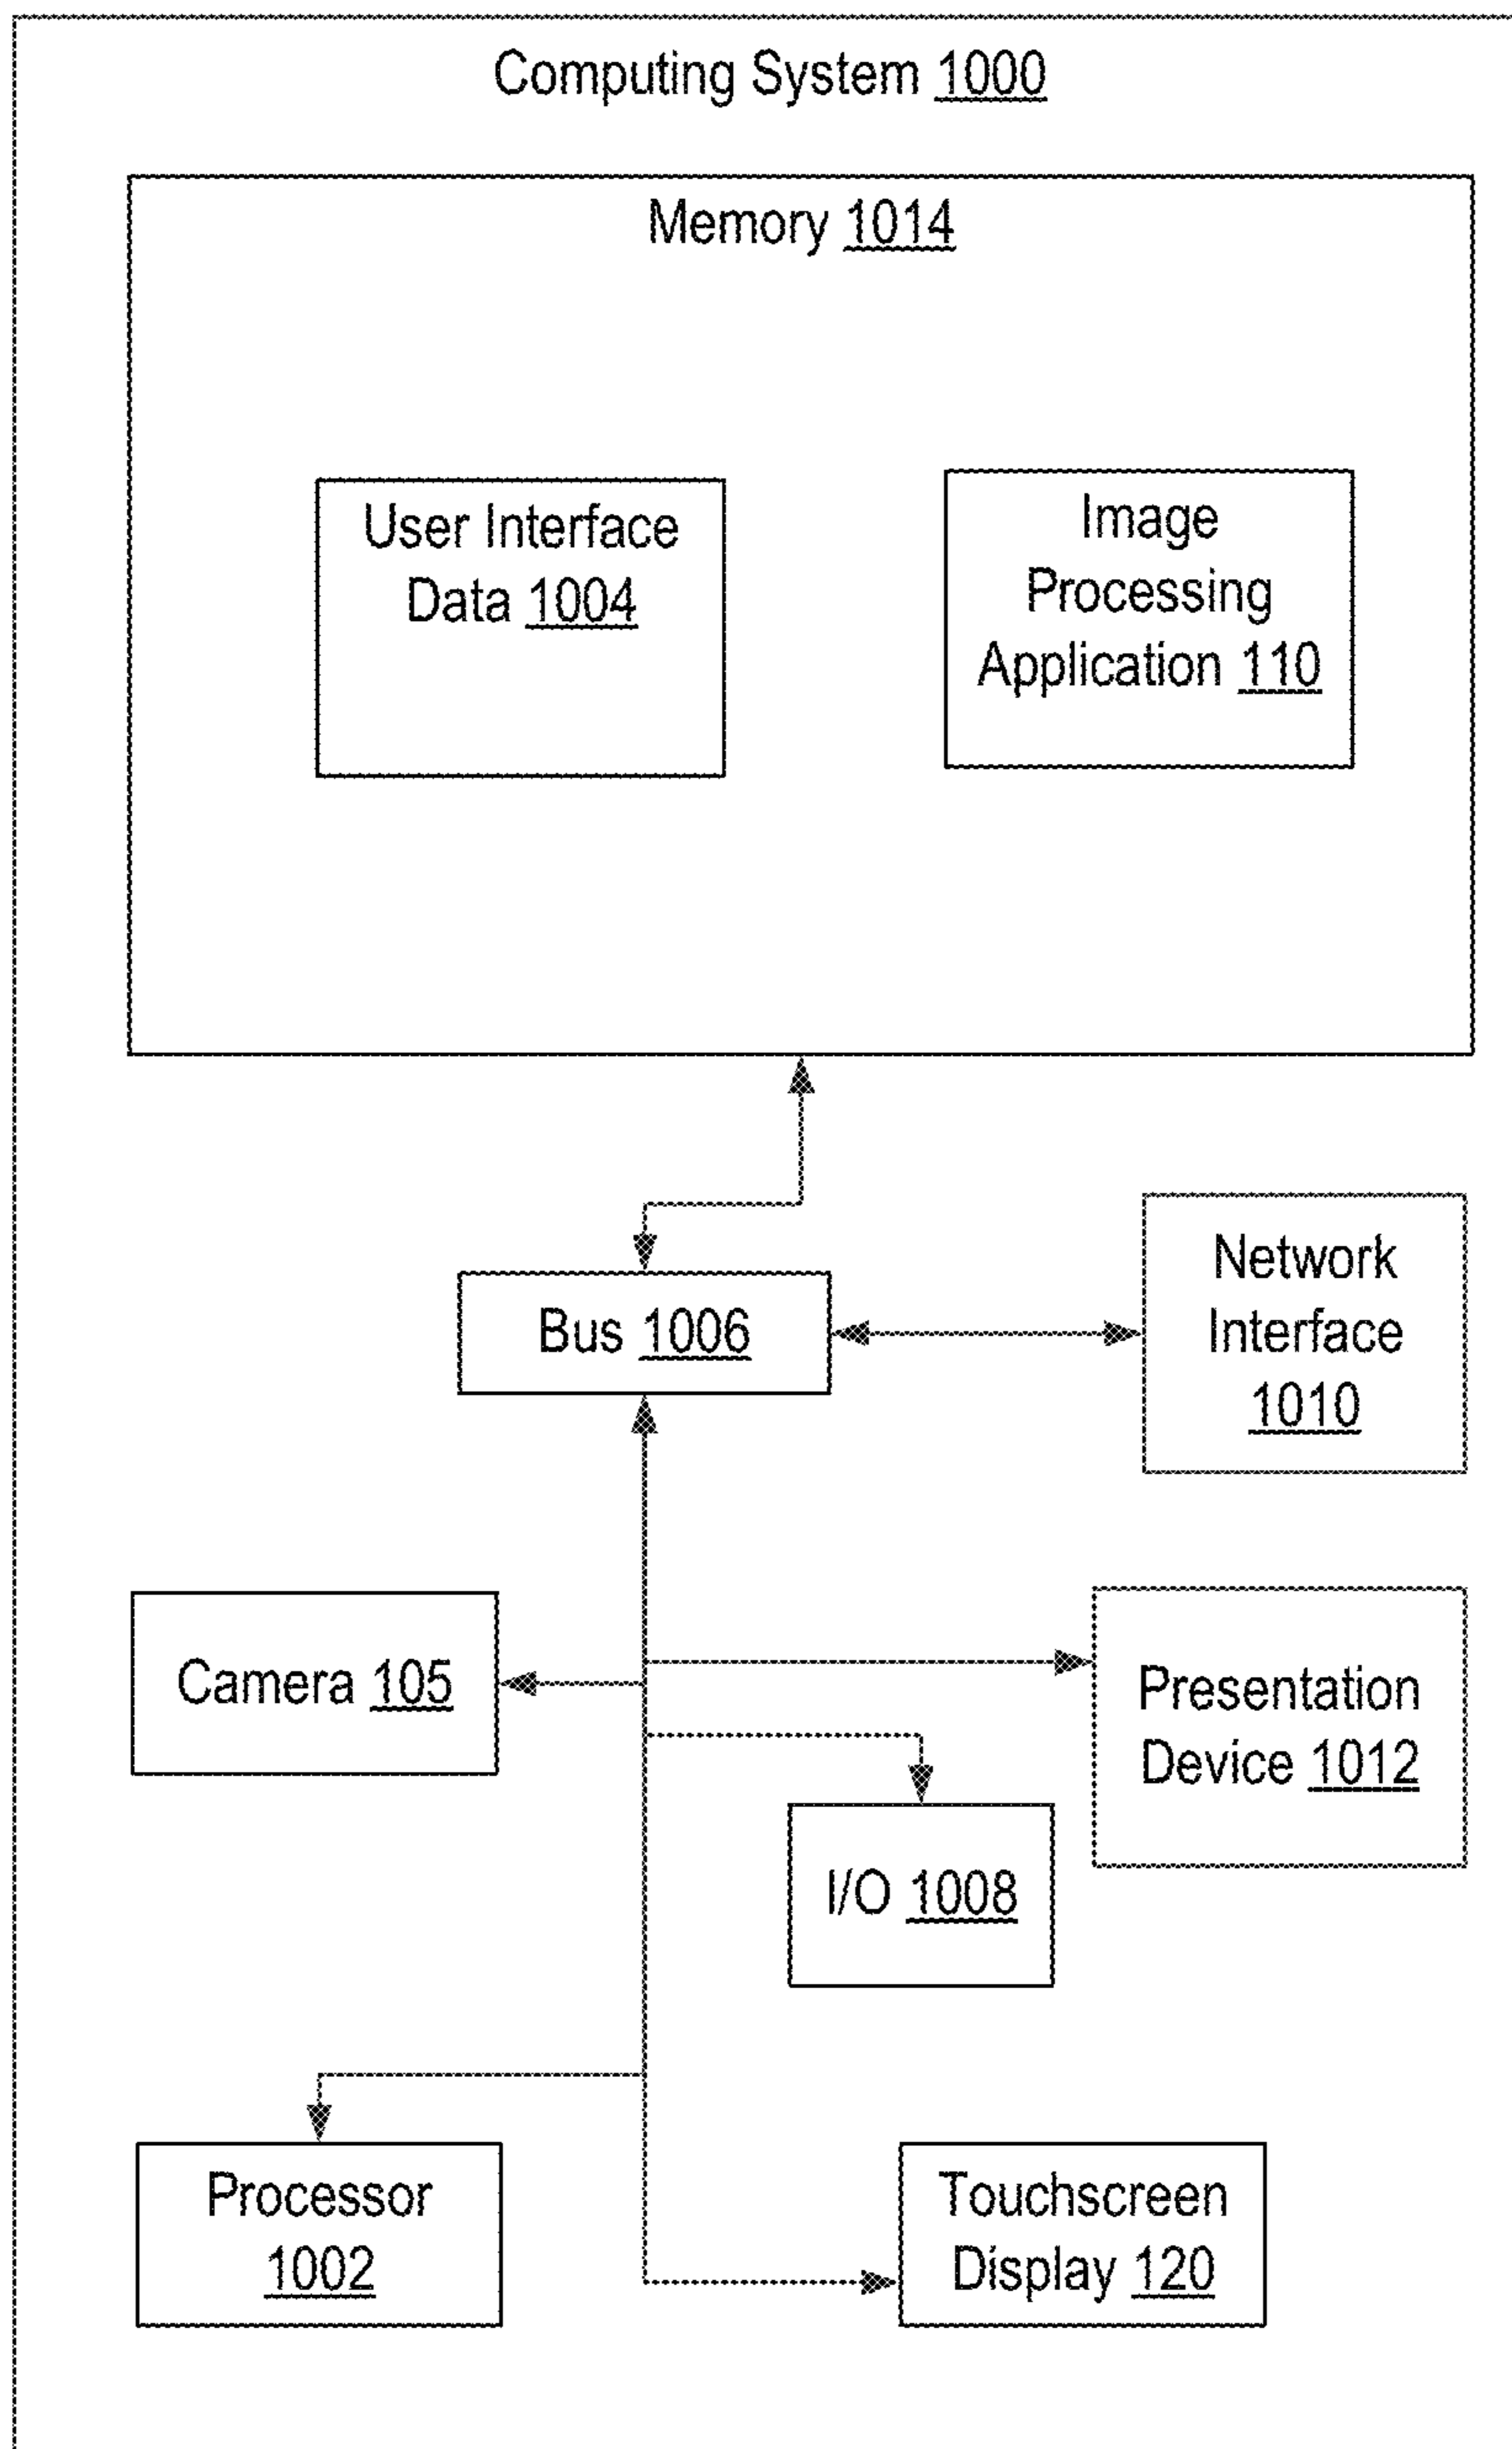 Computing System 1000
Memory 1014
User Interface
Data 1004
Image
Processing
Application 110
Bus 1006
Network
Interface
1010
Camera 105
Presentation
Device 1012
I/O 1008
Processor
1002
Touchscreen
Display 120